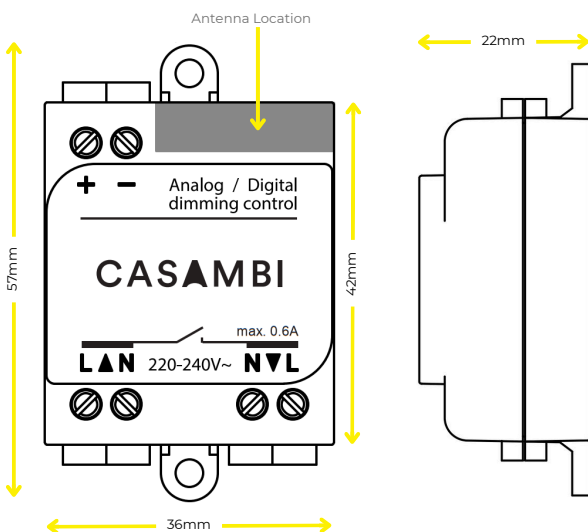 Antenna Location
22mm
+ −
Analog / Digital
dimming control
57mm
CASAMBI
42mm
max. 0.6A
L▲N 220-240V~ N▼L
36mm